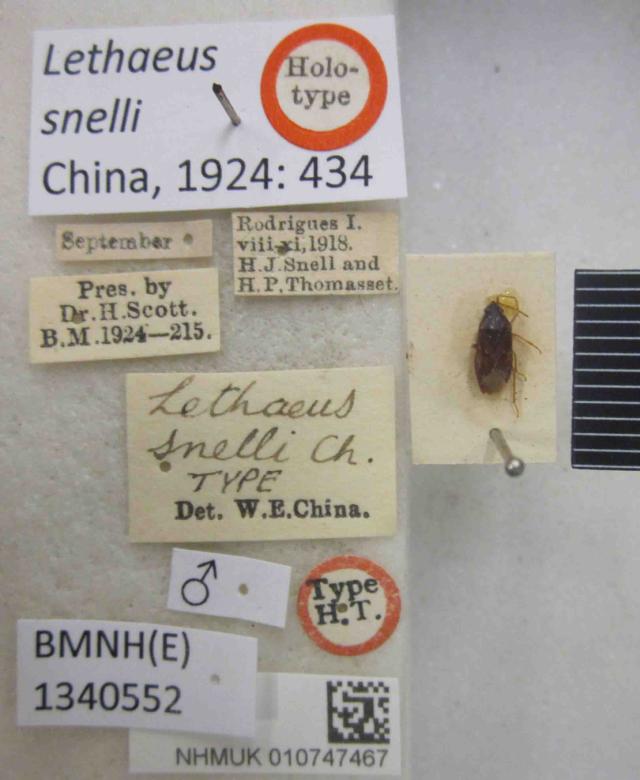 Lethaeus
snelli
China, 1924: 434
Holo-
type
September
Rodrigues I.
viii-xi, 1918.
H.J.Snell and
H.P.Thomasset.
Pres. by
Dr.H.Scott.
B.M.1924—215.
Lethaeus
snelli Ch.
TYPE
Det. W.E.China.
♂
Type
H.T.
BMNH(E)
1340552
NHMUK 010747467